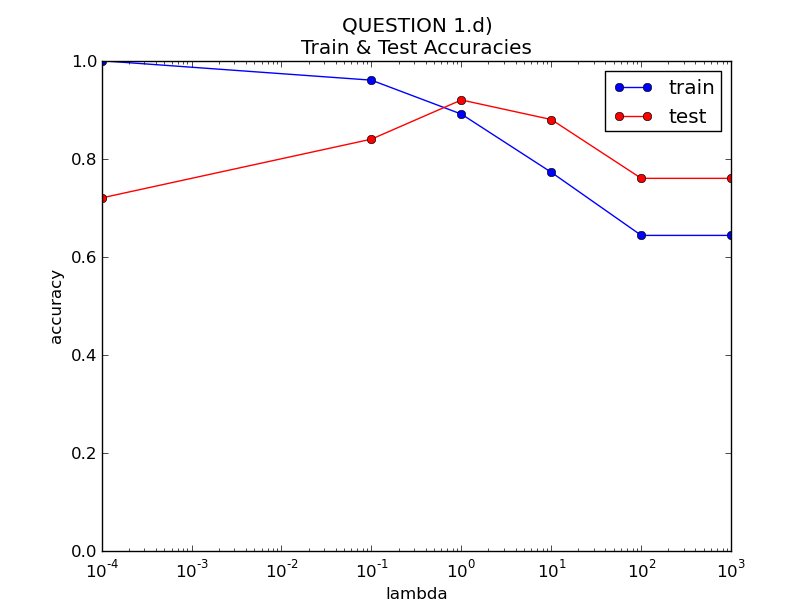 QUESTION 1.d)
Train & Test Accuracies
train
test
1.0
0.8
0.6
0.4
0.2
0.0
accuracy
10^-4 10^-3 10^-2 10^-1 10^0 10^1 10^2 10^3
lambda